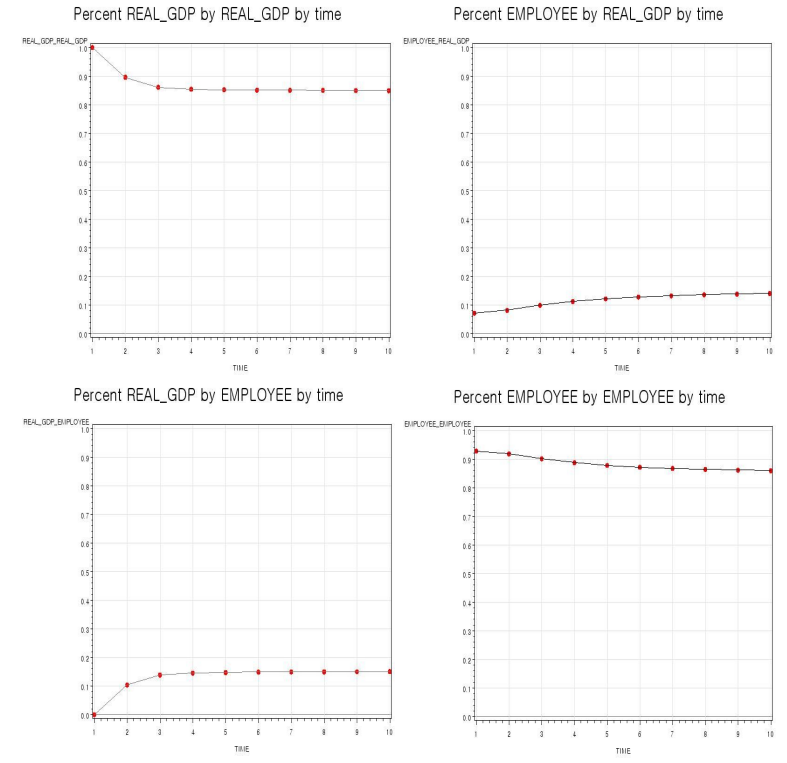 Percent REAL_GDP by REAL_GDP by time
REAL_GDP_REAL_GDP
1.0
0.9
0.8
0.7
0.6
0.5
0.4
0.3
0.2
0.1
0.0
1 2 3 4 5 6 7 8 9 10
TIME
Percent EMPLOYEE by REAL_GDP by time
EMPLOYEE_REAL_GDP
1.0
0.9
0.8
0.7
0.6
0.5
0.4
0.3
0.2
0.1
0.0
1 2 3 4 5 6 7 8 9 10
TIME
Percent REAL_GDP by EMPLOYEE by time
REAL_GDP_EMPLOYEE
1.0
0.9
0.8
0.7
0.6
0.5
0.4
0.3
0.2
0.1
0.0
1 2 3 4 5 6 7 8 9 10
TIME
Percent EMPLOYEE by EMPLOYEE by time
EMPLOYEE_EMPLOYEE
1.0
0.9
0.8
0.7
0.6
0.5
0.4
0.3
0.2
0.1
0.0
1 2 3 4 5 6 7 8 9 10
TIME